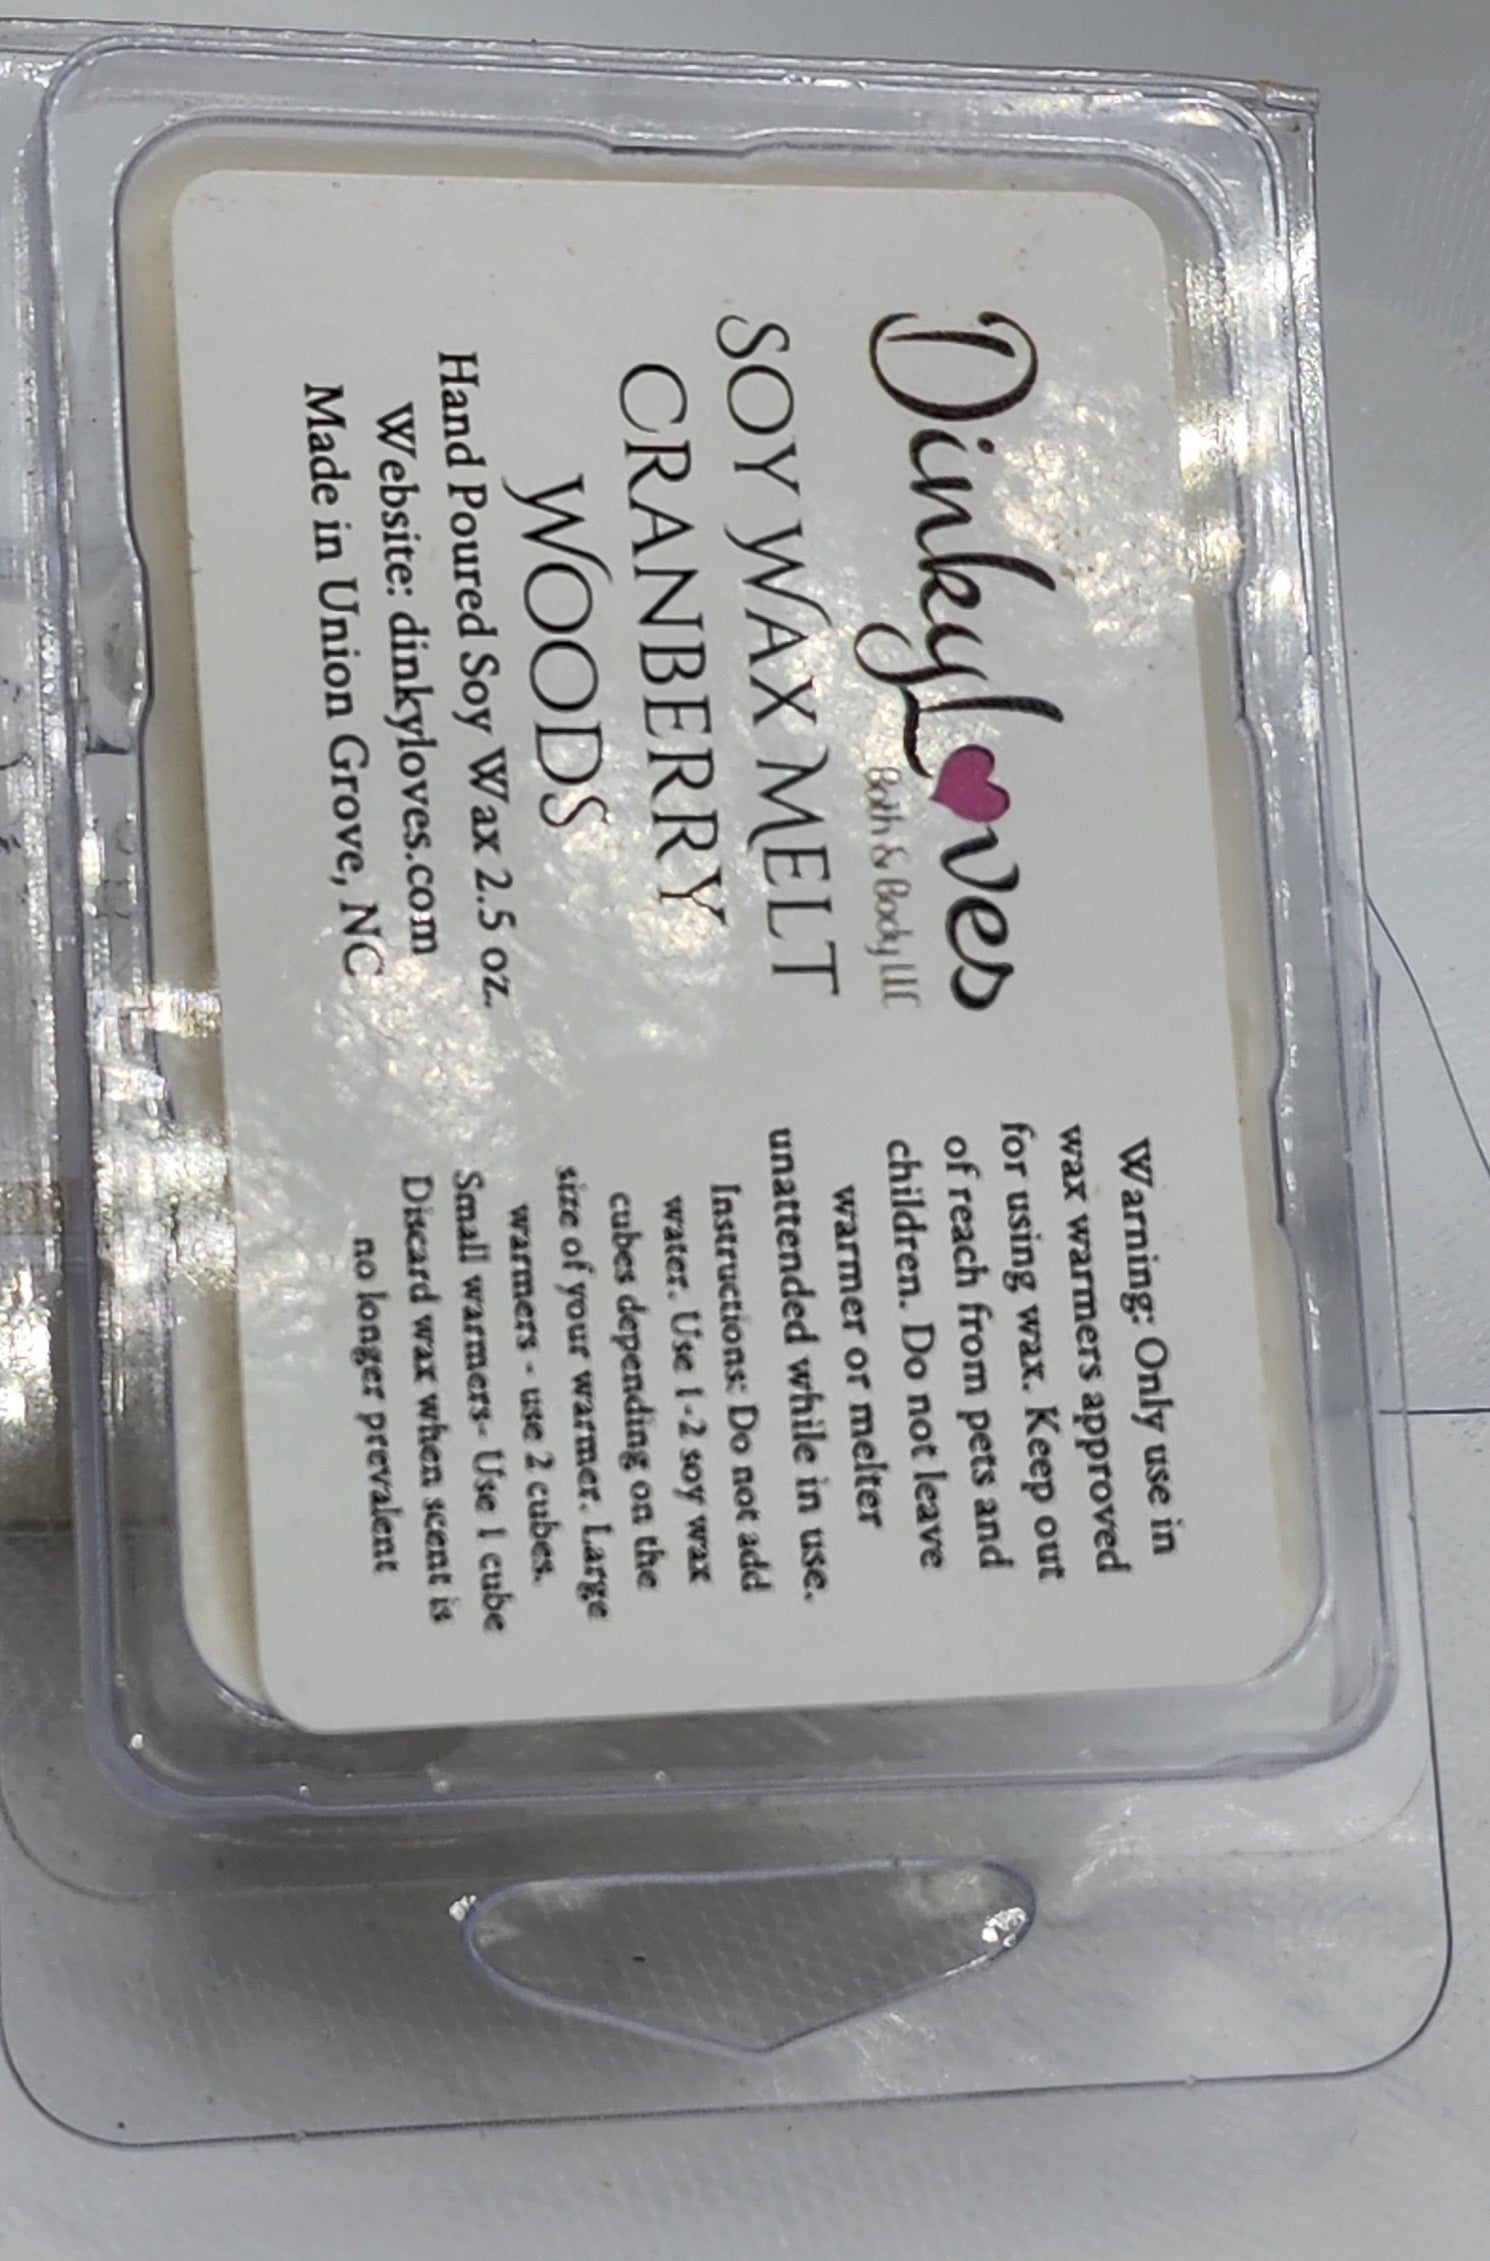 DinkyLoves
Bath & Body LLC
SOY WAX MELT
CRANBERRY
WOODS
Hand Poured Soy Wax 2.5 oz.
Website: dinkyloves.com
Made in Union Grove, NC
Warning: Only use in
wax warmers approved
for using wax. Keep out
of reach from pets and
children. Do not leave
warmer or melter
unattended while in use.
Instructions: Do not add
water. Use 1-2 soy wax
cubes depending on the
size of your warmer. Large
warmers - use 2 cubes.
Small warmers- Use 1 cube
Discard wax when scent is
no longer prevalent